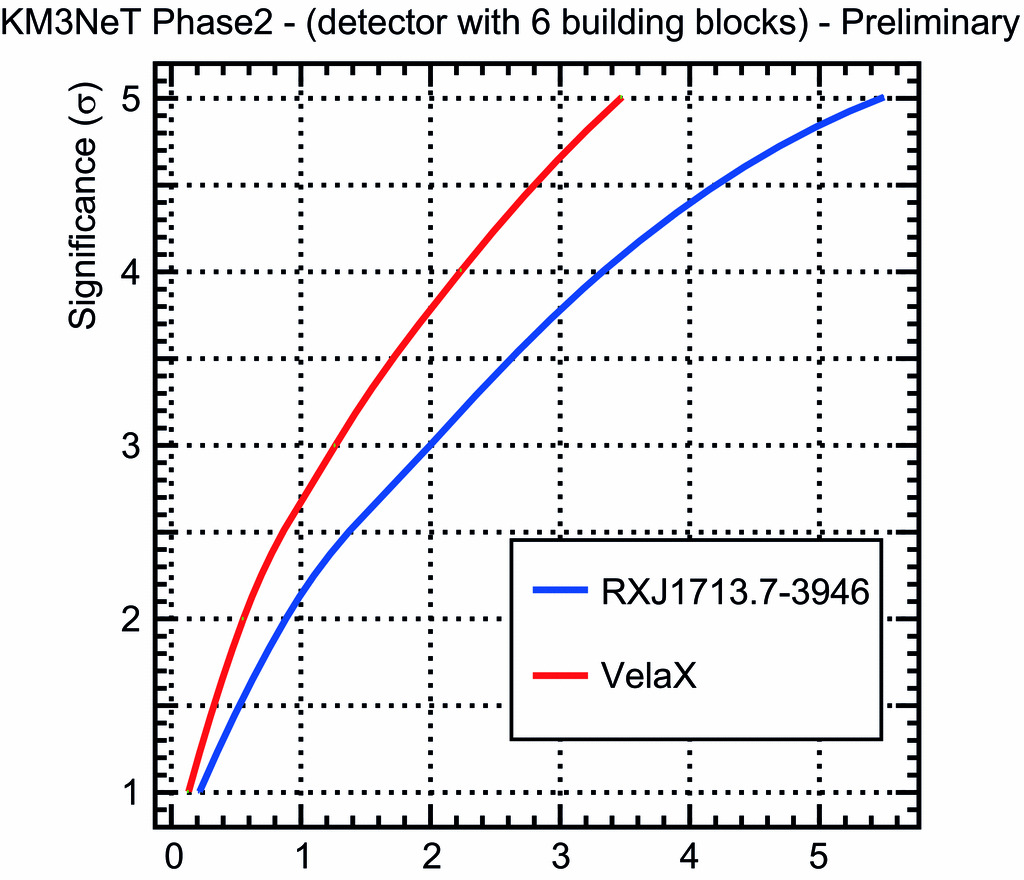 KM3NeT Phase2 - (detector with 6 building blocks) - Preliminary
Significance (σ)
5
4
3
2
1
RXJ1713.7-3946
VelaX
0 1 2 3 4 5